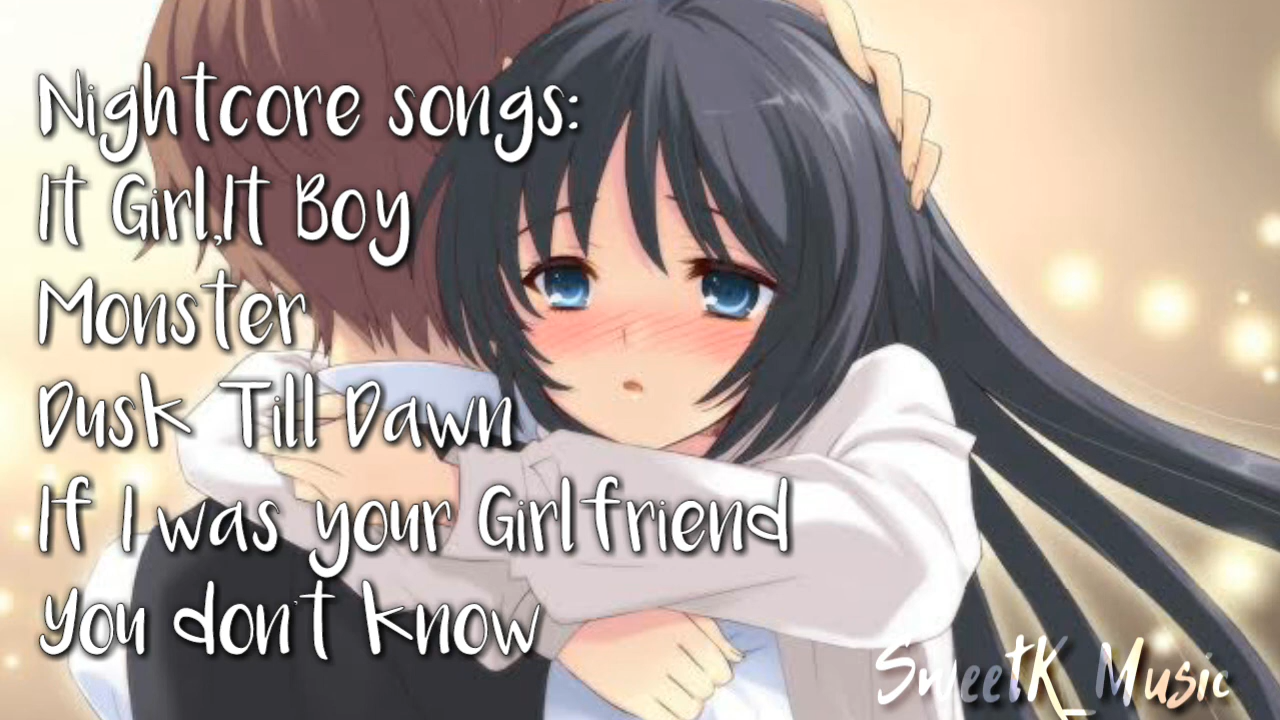 Nightcore songs:
It Girl,It Boy
Monster
Dusk Till Dawn
If I was your Girlfriend
You don't know
SweetK_Music